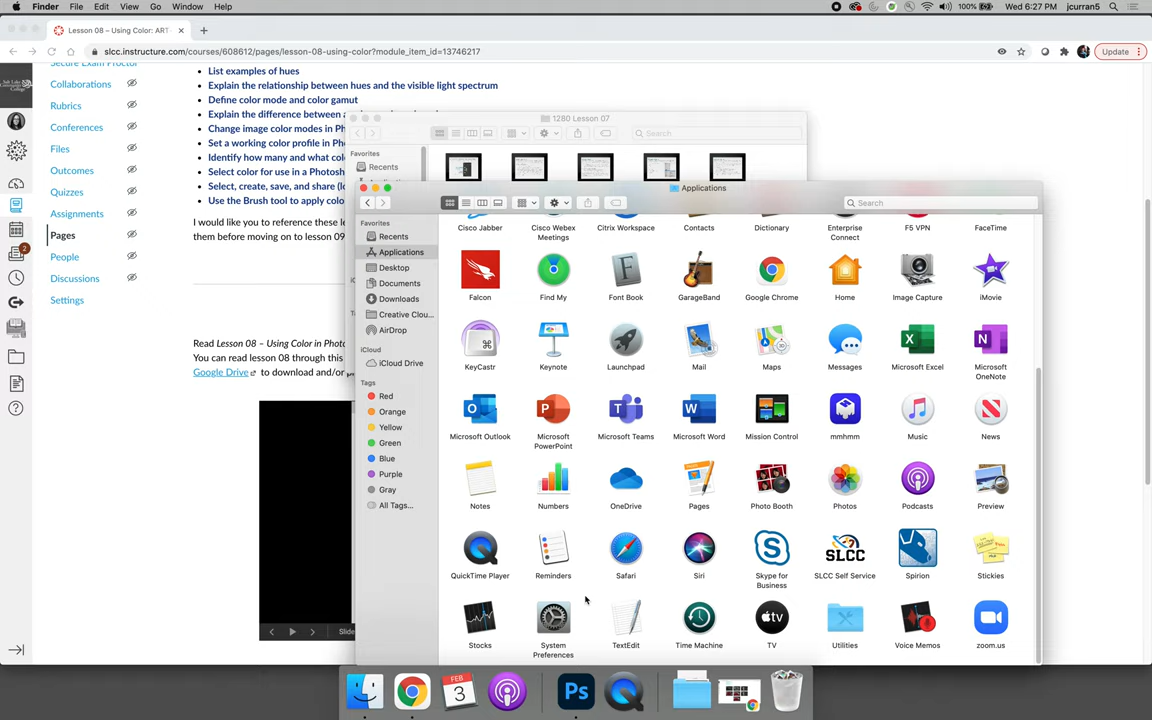 Finder File Edit View Go Window Help
100% Wed 6:27 PM jcurran5
Lesson 08 – Using Color: ART-
slcc.instructure.com/courses/608612/pages/lesson-08-using-color?module_item_id=13746217
Update
Secure Exam Proctor
Collaborations
Rubrics
Conferences
Files
Outcomes
Quizzes
Assignments
Pages
People
Discussions
Settings
2
List examples of hues
Explain the relationship between hues and the visible light spectrum
Define color mode and color gamut
Explain the difference between a
Change image color modes in Ph
Set a working color profile in Pho
Identify how many and what colo
Select color for use in a Photosh
Select, create, save, and share (lo
Use the Brush tool to apply colo
I would like you to reference these le
them before moving on to lesson 09
Read Lesson 08 – Using Color in Photo
You can read lesson 08 through this
Google Drive to download and/or p
Slide
1280 Lesson 07
Search
Favorites
Recents
Applications
Search
Favorites
Recents
Applications
Desktop
Documents
Downloads
Creative Clou...
AirDrop
iCloud
iCloud Drive
Tags
Red
Orange
Yellow
Green
Blue
Purple
Gray
All Tags...
Cisco Jabber
Cisco Webex
Meetings
Citrix Workspace
Contacts
Dictionary
Enterprise
Connect
F5 VPN
FaceTime
Falcon
Find My
Font Book
GarageBand
Google Chrome
Home
Image Capture
iMovie
KeyCastr
Keynote
Launchpad
Mail
Maps
Messages
Microsoft Excel
Microsoft
OneNote
Microsoft Outlook
Microsoft
PowerPoint
Microsoft Teams
Microsoft Word
Mission Control
mmhmm
Music
News
Notes
Numbers
OneDrive
Pages
Photo Booth
Photos
Podcasts
Preview
QuickTime Player
Reminders
Safari
Siri
Skype for
Business
SLCC
SLCC Self Service
Spirion
Stickies
Stocks
System
Preferences
TextEdit
Time Machine
tv
TV
Utilities
Voice Memos
zoom.us
FEB
3
Ps